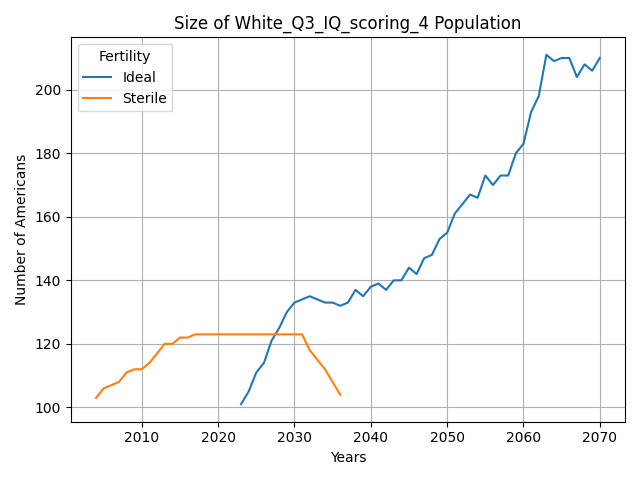 Size of White_Q3_IQ_scoring_4 Population
Fertility
Ideal
Sterile
Number of Americans
200
180
160
140
120
100
2010 2020 2030 2040 2050 2060 2070
Years